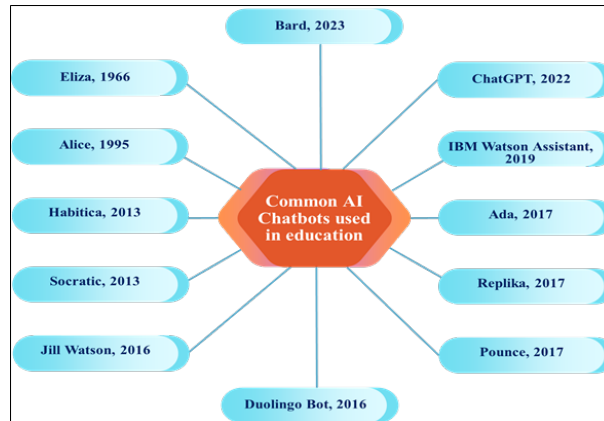 Bard, 2023
Eliza, 1966
ChatGPT, 2022
Alice, 1995
IBM Watson Assistant,
2019
Common AI
Chatbots used
in education
Habitica, 2013
Ada, 2017
Socratic, 2013
Replika, 2017
Jill Watson, 2016
Pounce, 2017
Duolingo Bot, 2016